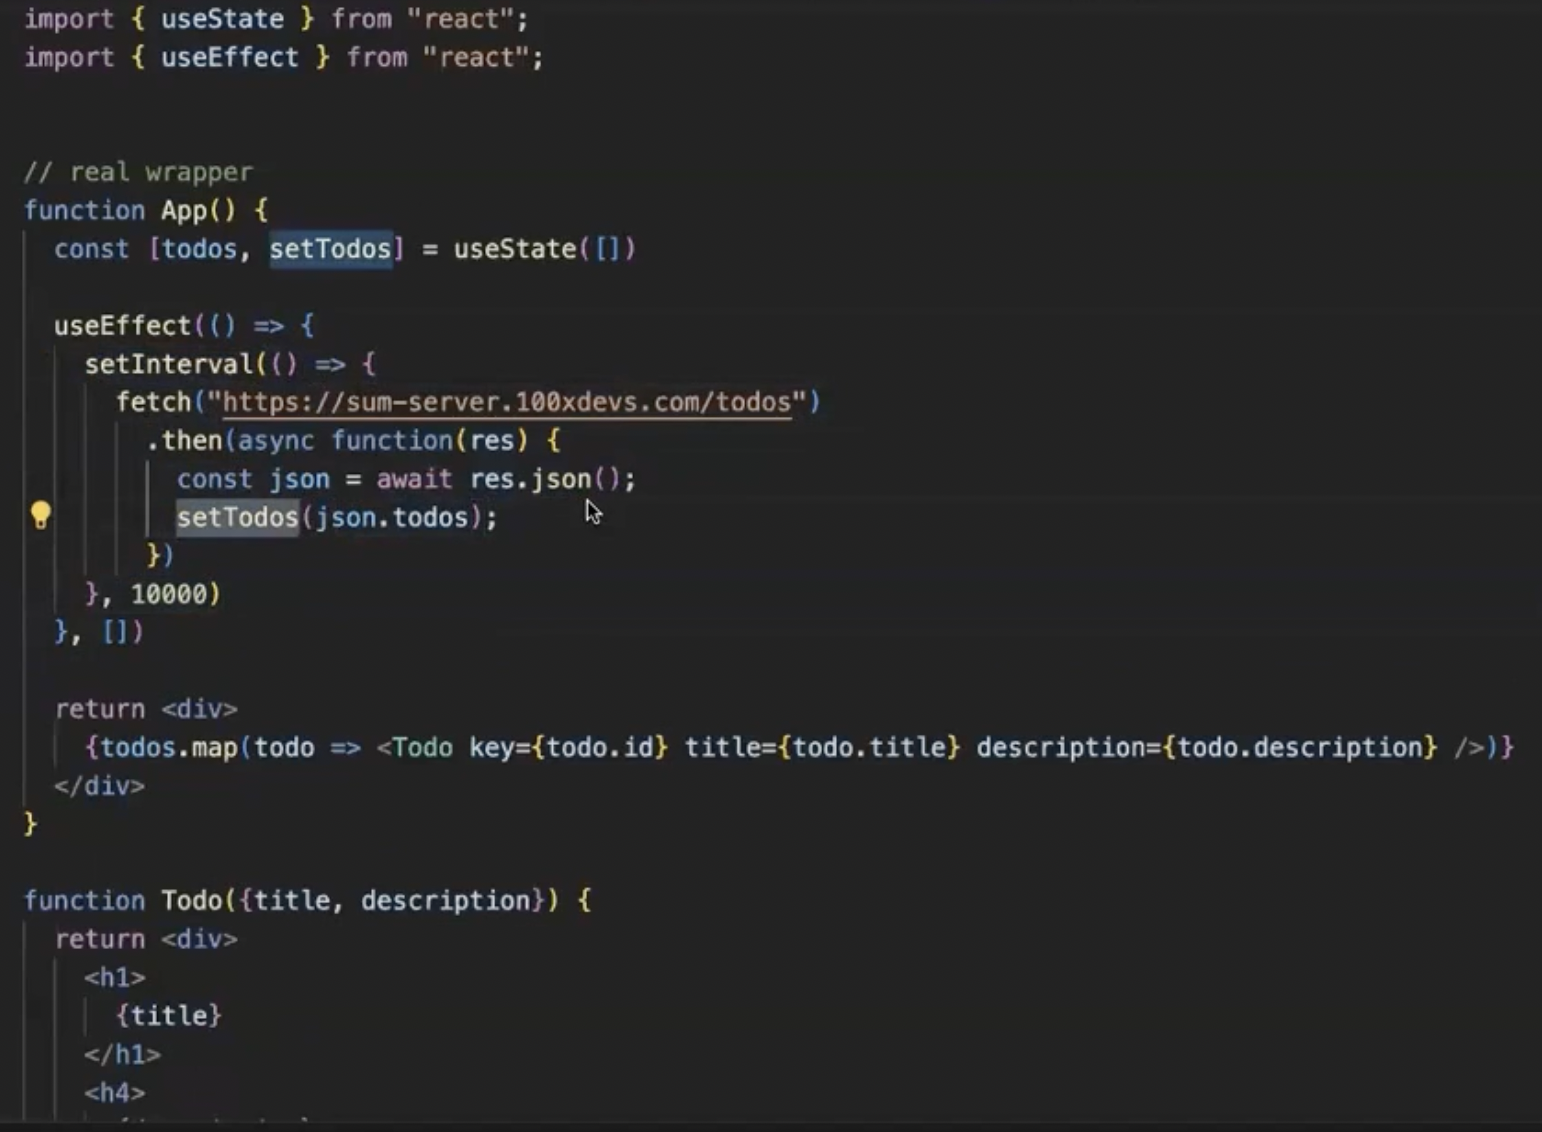 import { useState } from "react";
import { useEffect } from "react";
// real wrapper
function App() {
const [todos, setTodos] = useState([])
useEffect(() => {
setInterval(() => {
fetch("https://sum-server.100xdevs.com/todos")
.then(async function(res) {
const json = await res.json();
setTodos(json.todos);
})
}, 10000)
}, [])
return <div>
{todos.map(todo => <Todo key={todo.id} title={todo.title} description={todo.description} />)}
</div>
}
function Todo({title, description}) {
return <div>
<h1>
{title}
</h1>
<h4>